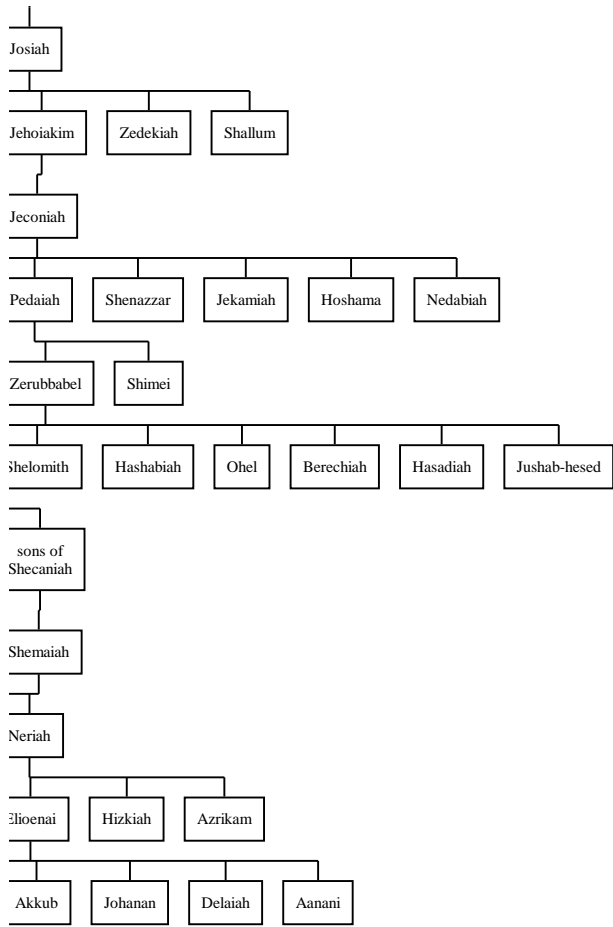 Josiah
Jehoiakim Zedekiah Shallum
Jeconiah
Pedaiah Shenazzar Jekamiah Hoshama Nedabiah
Zerubbabel Shimei
Shelomith Hashabiah Ohel Berechiah Hasadiah Jushab-hesed
sons of
Shecaniah
Shemaiah
Neriah
Elioenai Hizkiah Azrikam
Akkub Johanan Delaiah Aanani